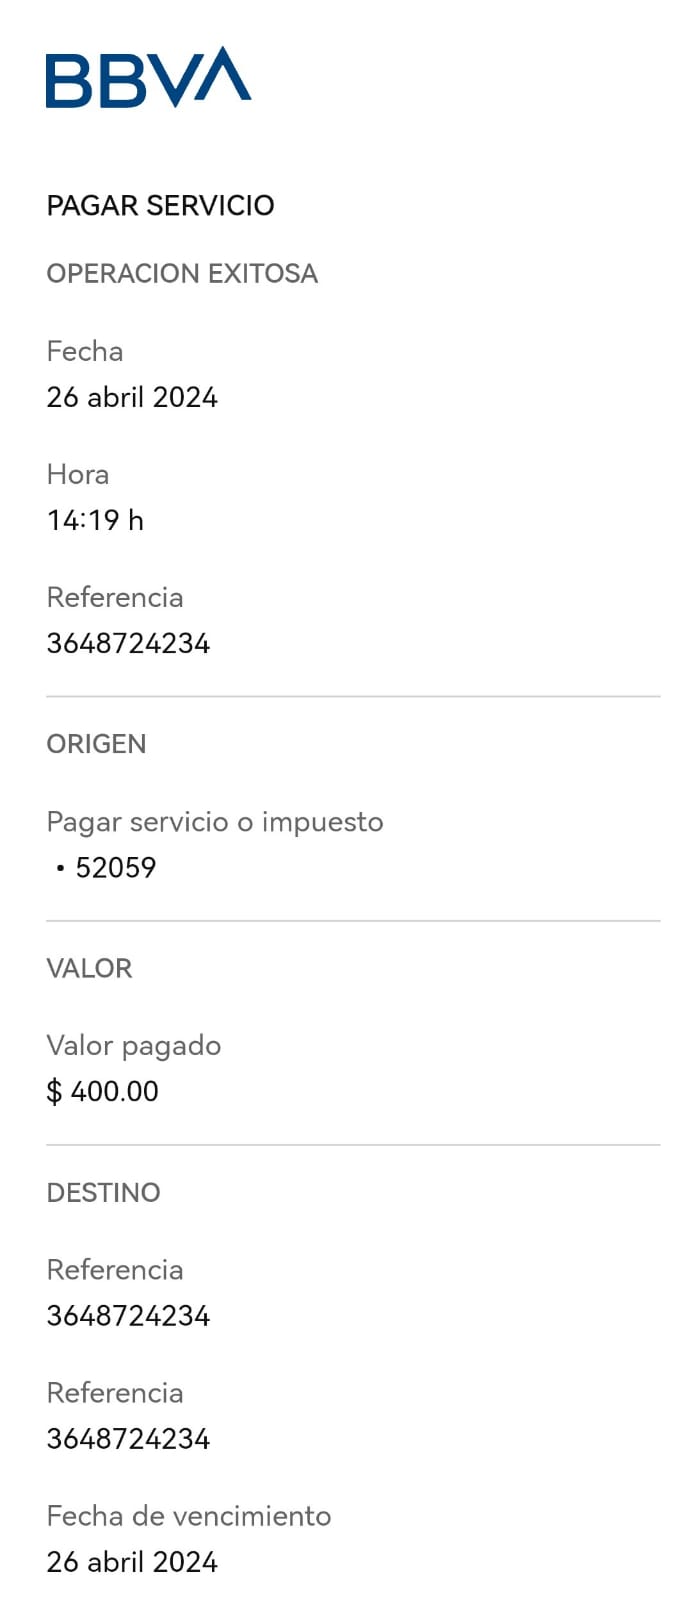 BBVA
PAGAR SERVICIO
OPERACION EXITOSA
Fecha
26 abril 2024
Hora
14:19 h
Referencia
3648724234
ORIGEN
Pagar servicio o impuesto
• 52059
VALOR
Valor pagado
$ 400.00
DESTINO
Referencia
3648724234
Referencia
3648724234
Fecha de vencimiento
26 abril 2024